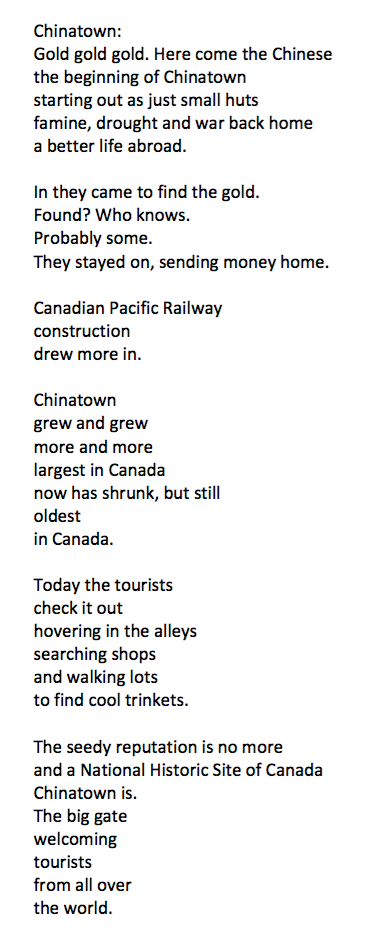 Chinatown:
Gold gold gold. Here come the Chinese
the beginning of Chinatown
starting out as just small huts
famine, drought and war back home
a better life abroad.
In they came to find the gold.
Found? Who knows.
Probably some.
They stayed on, sending money home.
Canadian Pacific Railway
construction
drew more in.
Chinatown
grew and grew
more and more
largest in Canada
now has shrunk, but still
oldest
in Canada.
Today the tourists
check it out
hovering in the alleys
searching shops
and walking lots
to find cool trinkets.
The seedy reputation is no more
and a National Historic Site of Canada
Chinatown is.
The big gate
welcoming
tourists
from all over
the world.